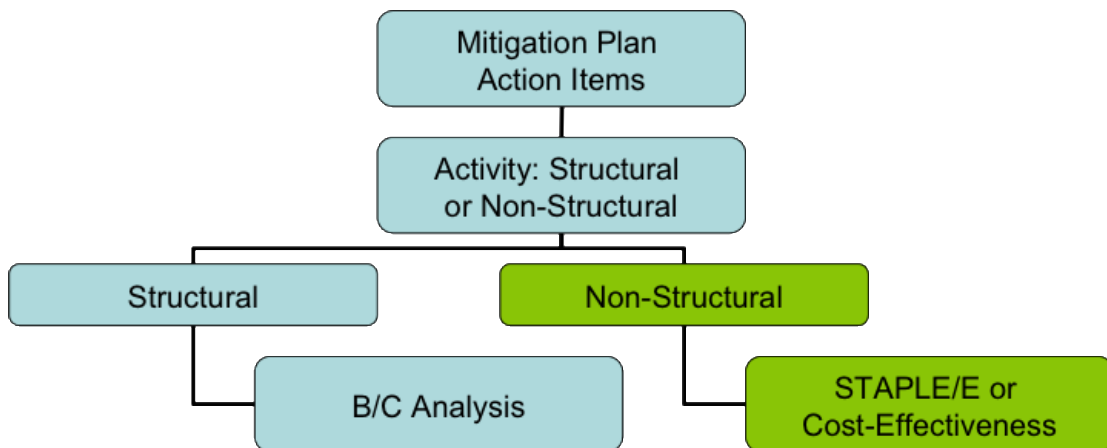 Mitigation Plan
Action Items
Activity: Structural
or Non-Structural
Structural
Non-Structural
B/C Analysis
STAPLE/E or
Cost-Effectiveness